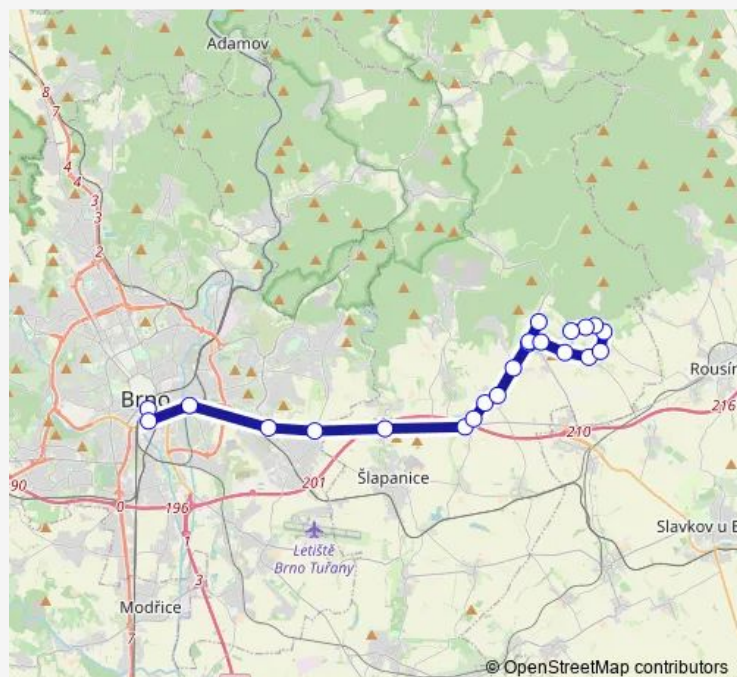 Adamov
8
7
4
4
3
3
2
Brno
Rousín
216
210
201
Šlapanice
90
0
196
Slavkov u B
1
Letiště
Brno Tuřany
3
Modřice
7
© OpenStreetMap contributors